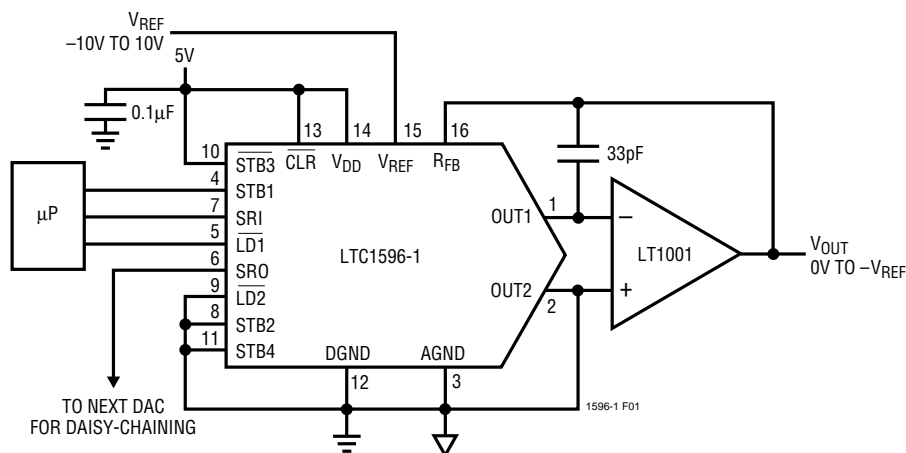 VREF
–10V TO 10V
5V
0.1µF
13
14
15
16
33pF
10
STB3
CLR
VDD
VREF
RFB
4
STB1
7
SRI
5
LD1
6
SRO
9
LD2
8
STB2
11
STB4
µP
LTC1596-1
OUT1
1
OUT2
2
–
+
LT1001
VOUT
0V TO –VREF
DGND
AGND
12
3
TO NEXT DAC
FOR DAISY-CHAINING
1596-1 F01